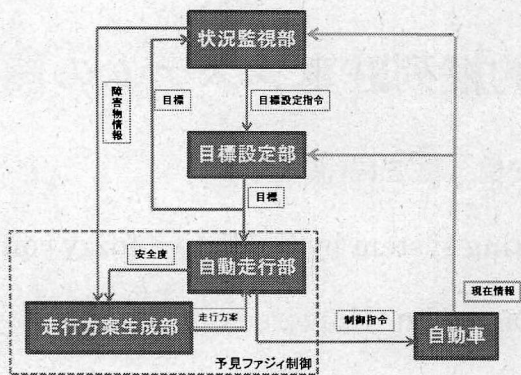 状況監視部
障害物情報
目標
目標設定指令
目標設定部
目標
安全度
自動走行部
現在情報
走行方案生成部
走行方案
制御指令
自動車
予見ファジィ制御